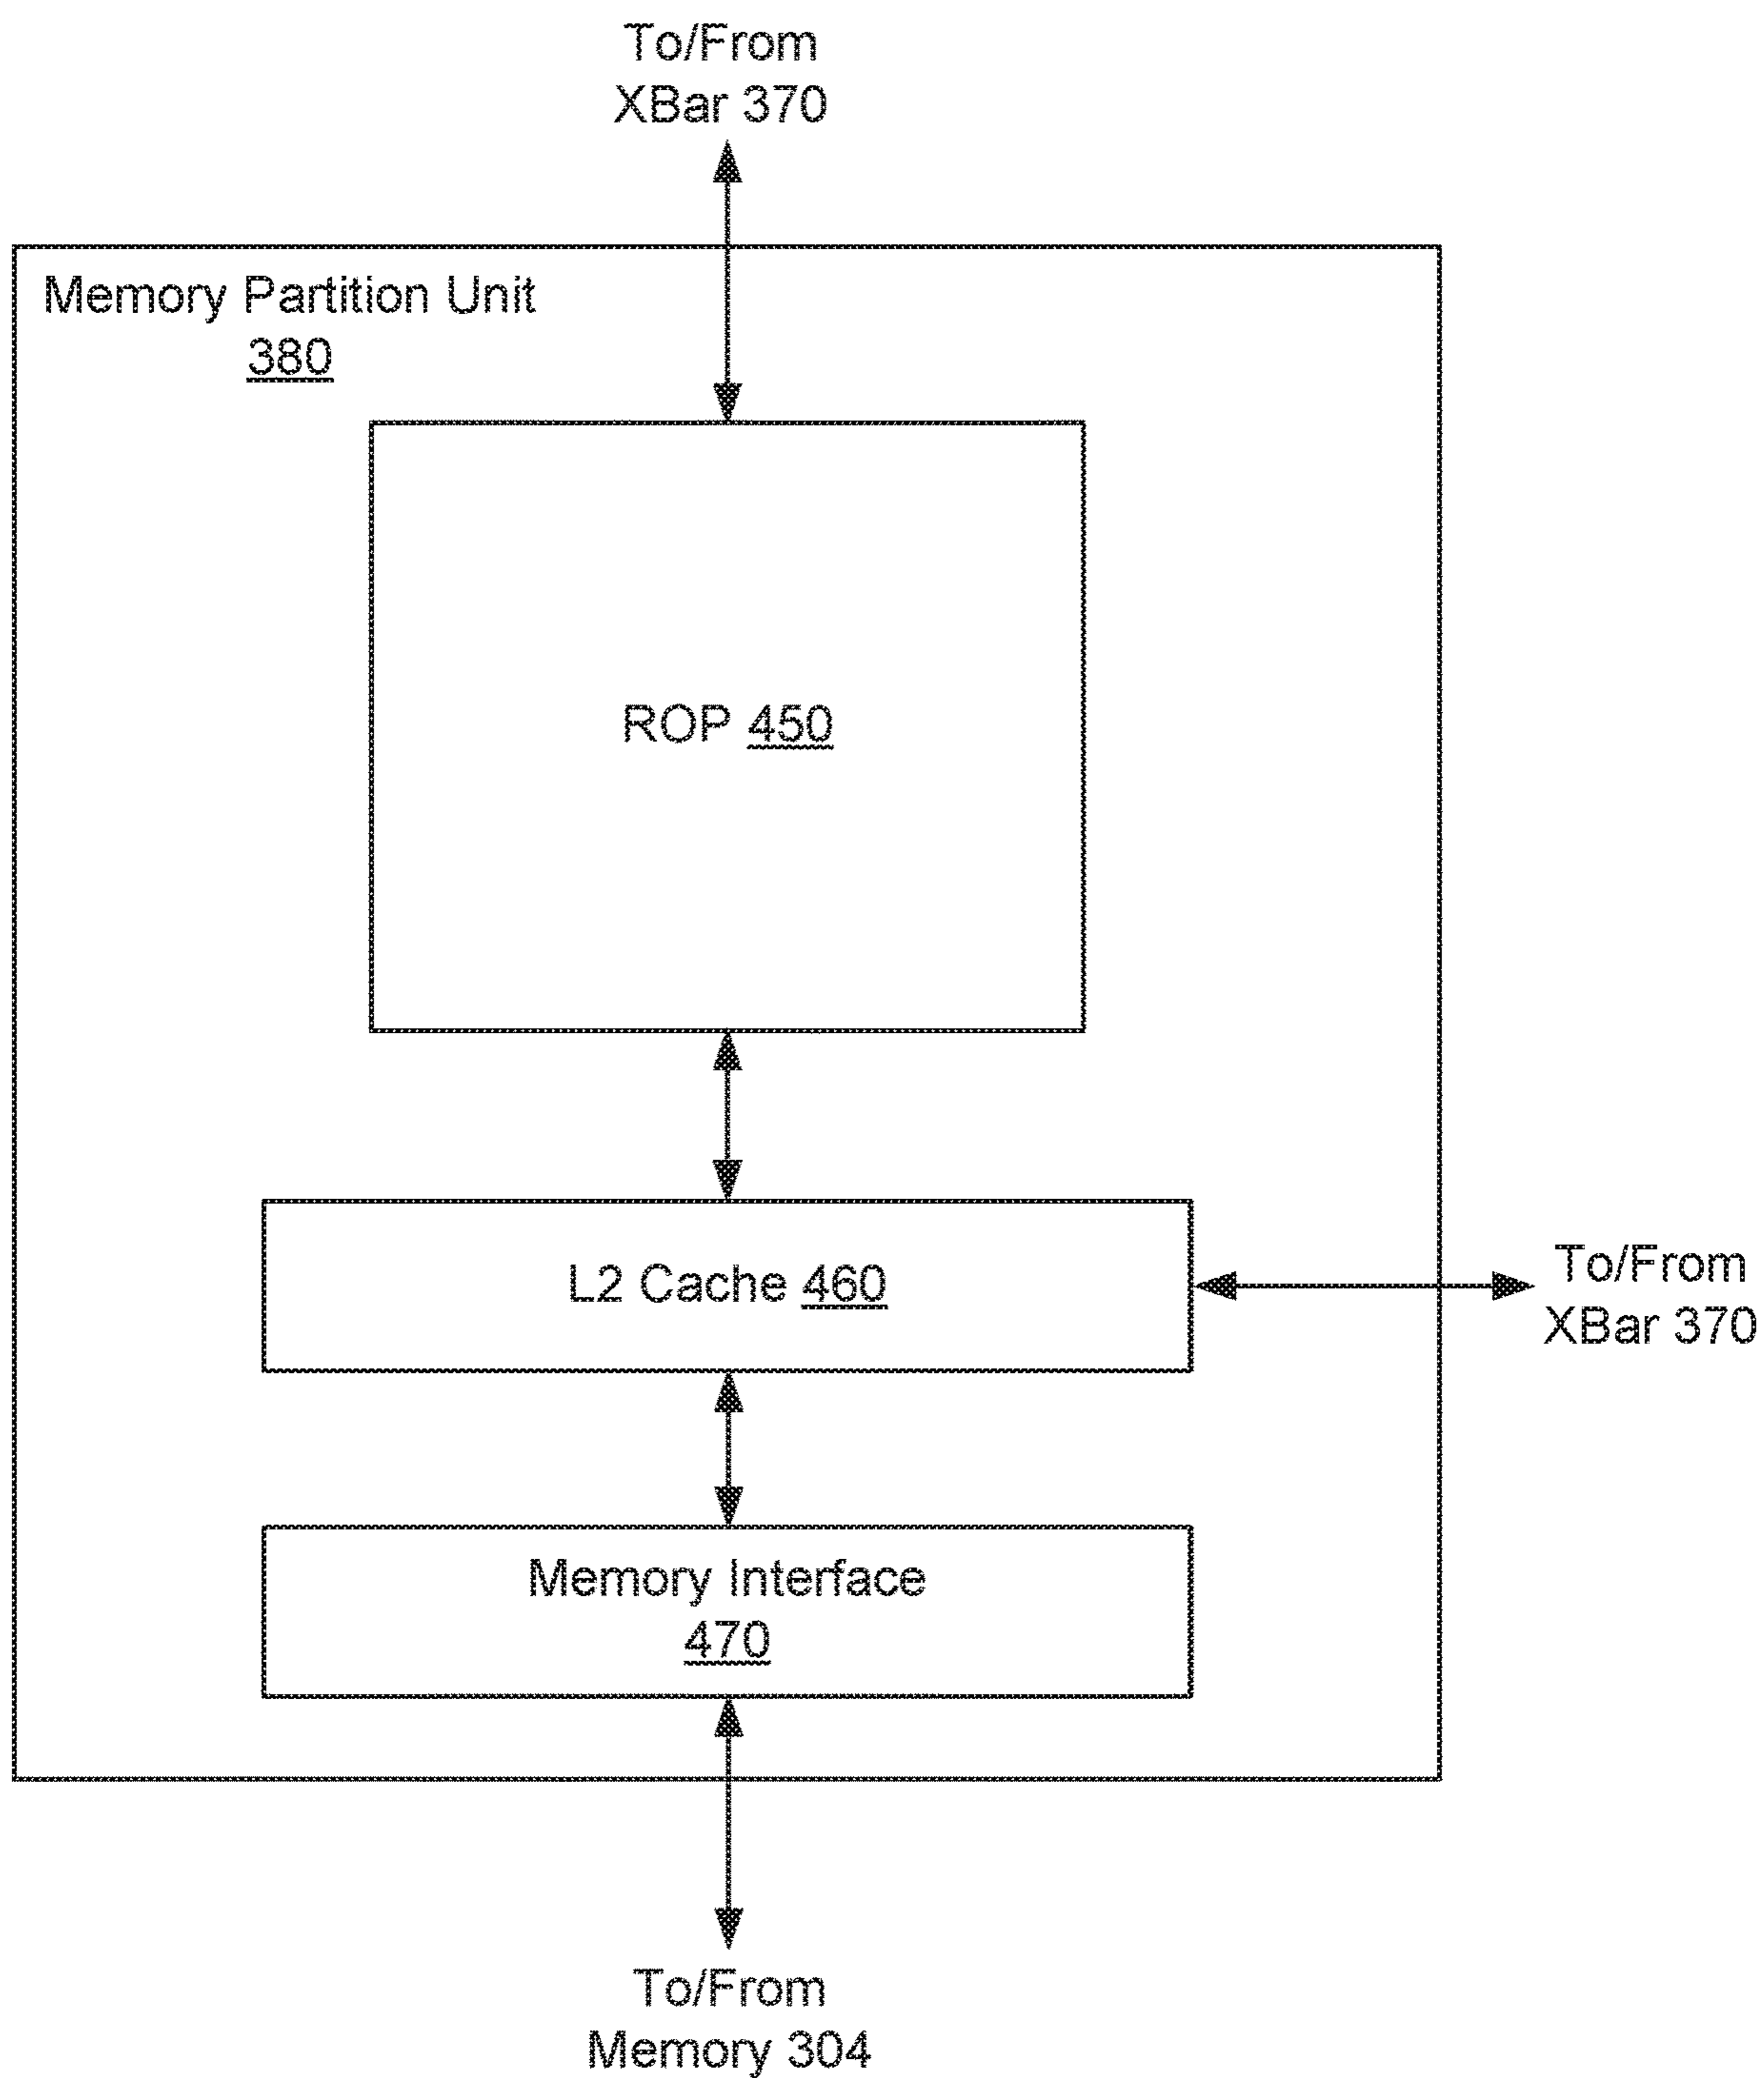 To/From
XBar 370
Memory Partition Unit
380
ROP 450
L2 Cache 460
To/From
XBar 370
Memory Interface
470
To/From
Memory 304